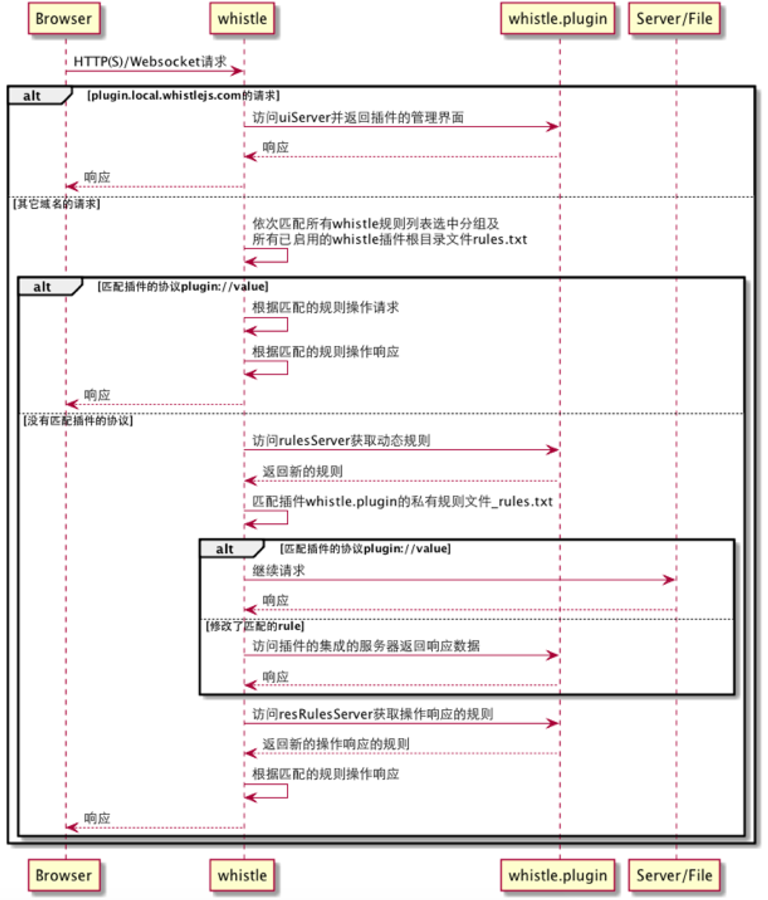 Browser
whistle
whistle.plugin
Server/File
HTTP(S)/Websocket请求
alt
[plugin.local.whistlejs.com的请求]
访问uiServer并返回插件的管理界面
响应
响应
[其它域名的请求]
依次匹配所有whistle规则列表选中分组及
所有已启用的whistle插件根目录文件rules.txt
alt
[匹配插件的协议plugin://value]
根据匹配的规则操作请求
根据匹配的规则操作响应
响应
[没有匹配插件的协议]
访问rulesServer获取动态规则
返回新的规则
匹配插件whistle.plugin的私有规则文件_rules.txt
alt
[匹配插件的协议plugin://value]
继续请求
响应
[修改了匹配的rule]
访问插件的集成的服务器返回响应数据
响应
访问resRulesServer获取操作响应的规则
返回新的操作响应的规则
根据匹配的规则操作响应
响应
Browser
whistle
whistle.plugin
Server/File